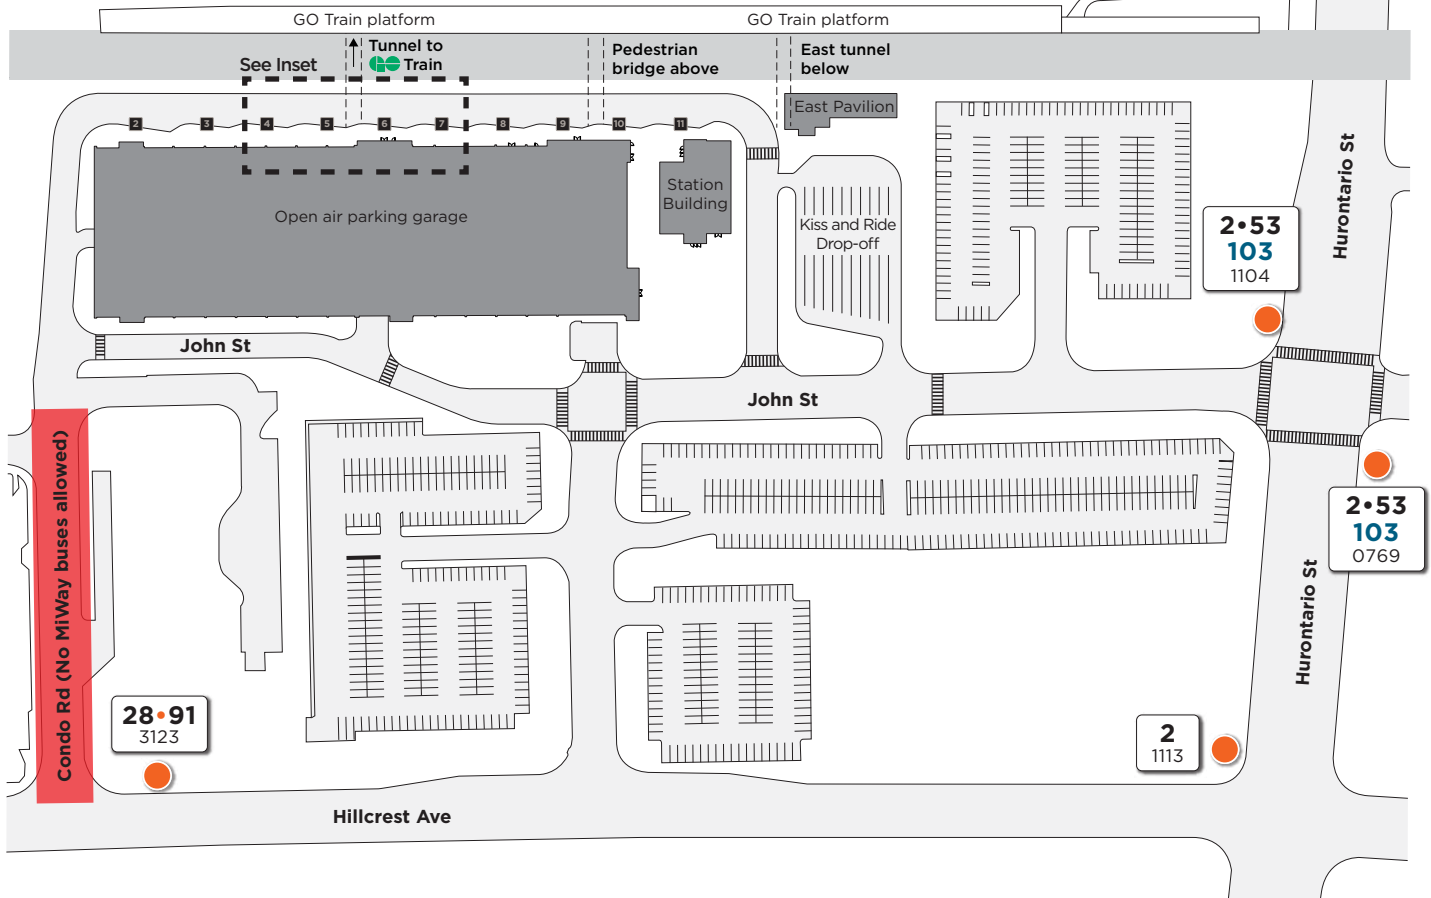 GO Train platform
GO Train platform
See Inset
Tunnel to
GO Train
Pedestrian
bridge above
East tunnel
below
East Pavilion
2
3
4
5
6
7
8
9
10
11
Open air parking garage
Station
Building
Kiss and Ride
Drop-off
Hurontario St
2•53
103
1104
John St
John St
2•53
103
0769
Condo Rd (No MiWay buses allowed)
Hurontario St
28•91
3123
2
1113
Hillcrest Ave